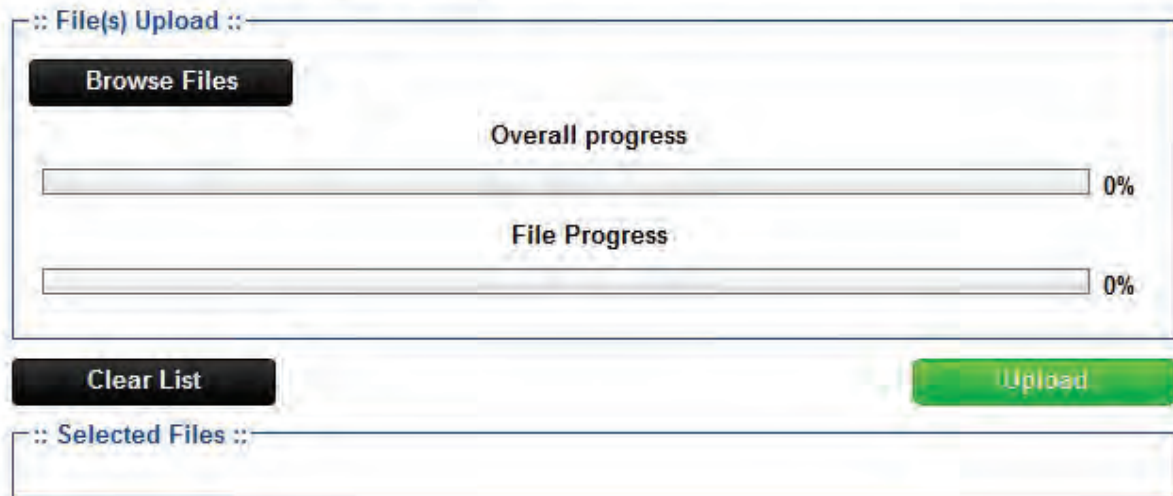 :: File(s) Upload ::
Browse Files
Overall progress
0%
File Progress
0%
Clear List
Upload
:: Selected Files ::